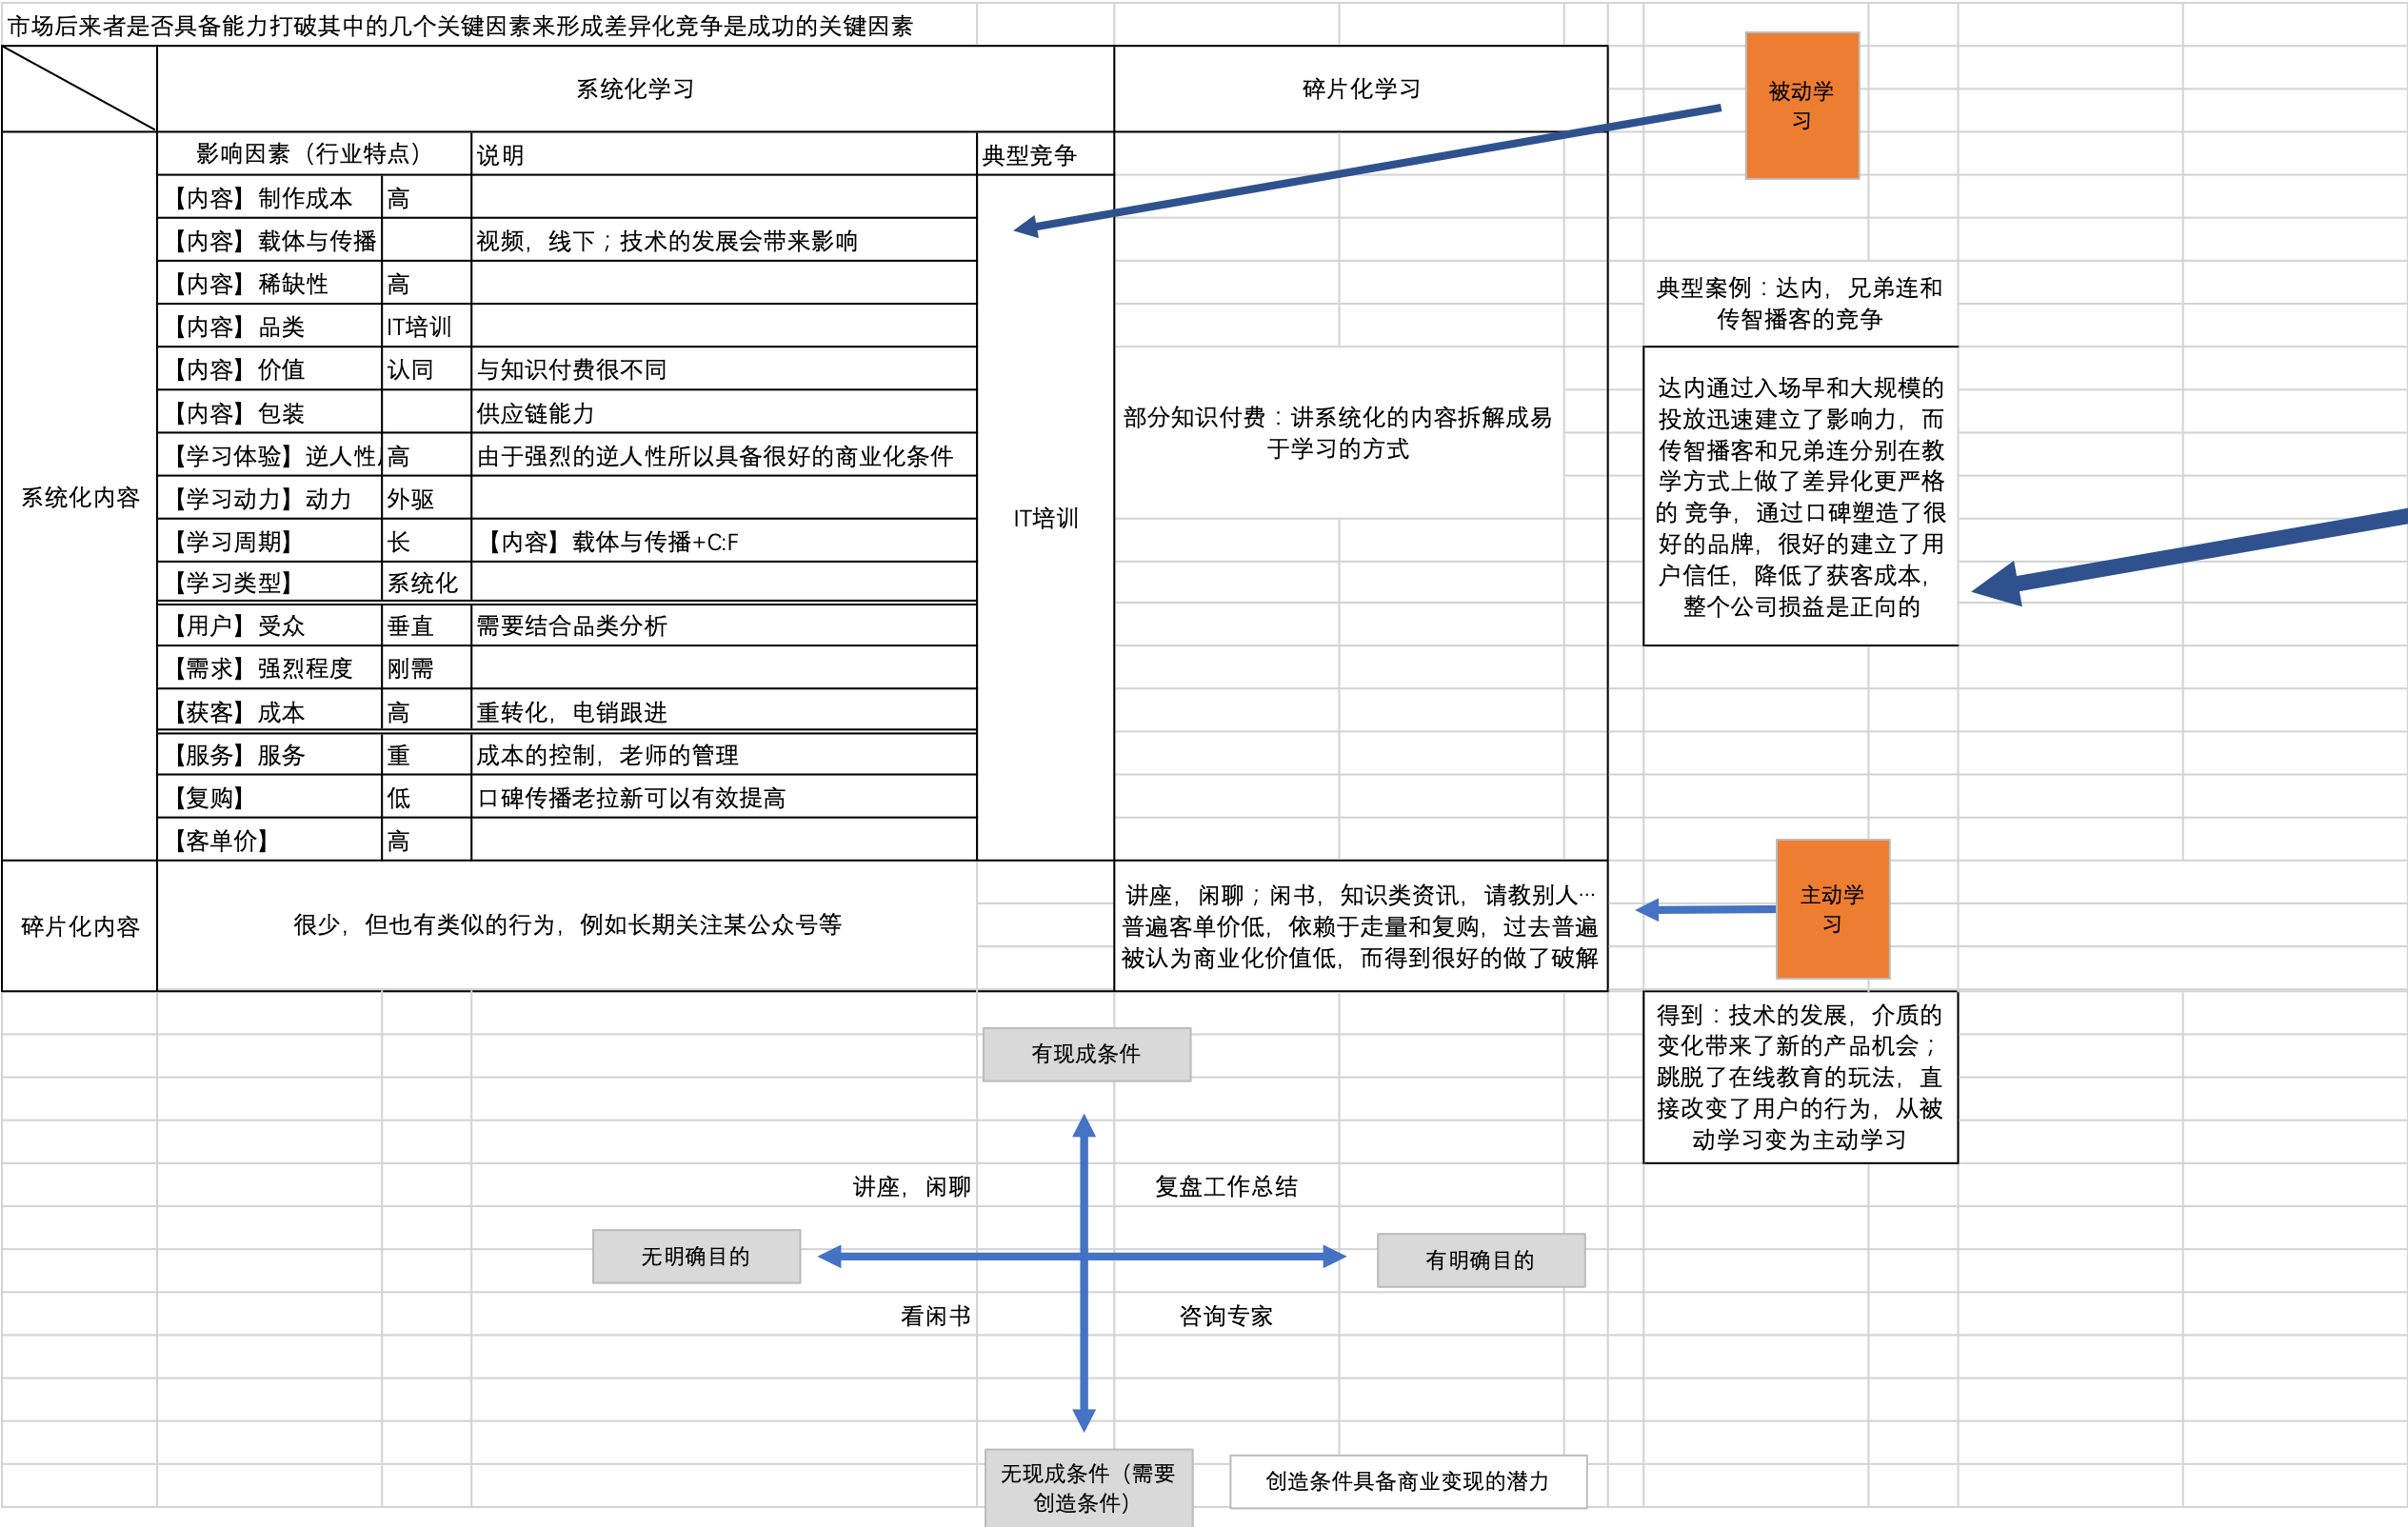 市场后来者是否具备能力打破其中的几个关键因素来形成差异化竞争是成功的关键因素
系统化学习
碎片化学习
影响因素（行业特点）
说明
典型竞争
系统化内容
【内容】制作成本
高
【内容】载体与传播
视频，线下；技术的发展会带来影响
【内容】稀缺性
高
【内容】品类
IT培训
【内容】价值
认同
与知识付费很不同
【内容】包装
供应链能力
【学习体验】逆人性
高
由于强烈的逆人性所以具备很好的商业化条件
【学习动力】动力
外驱
【学习周期】
长
【内容】载体与传播+C:F
【学习类型】
系统化
【用户】受众
垂直
需要结合品类分析
【需求】强烈程度
刚需
【获客】成本
高
重转化，电销跟进
【服务】服务
重
成本的控制，老师的管理
【复购】
低
口碑传播老拉新可以有效提高
【客单价】
高
IT培训
部分知识付费：讲系统化的内容拆解成易
于学习的方式
碎片化内容
很少，但也有类似的行为，例如长期关注某公众号等
讲座，闲聊；闲书，知识类资讯，请教别人…
普遍客单价低，依赖于走量和复购，过去普遍
被认为商业化价值低，而得到很好的做了破解
被动学
习
典型案例：达内，兄弟连和
传智播客的竞争
达内通过入场早和大规模的
投放迅速建立了影响力，而
传智播客和兄弟连分别在教
学方式上做了差异化更严格
的 竞争，通过口碑塑造了很
好的品牌，很好的建立了用
户信任，降低了获客成本，
整个公司损益是正向的
主动学
习
得到：技术的发展，介质的
变化带来了新的产品机会；
跳脱了在线教育的玩法，直
接改变了用户的行为，从被
动学习变为主动学习
有现成条件
讲座，闲聊
复盘工作总结
无明确目的
有明确目的
看闲书
咨询专家
无现成条件（需要
创造条件）
创造条件具备商业变现的潜力